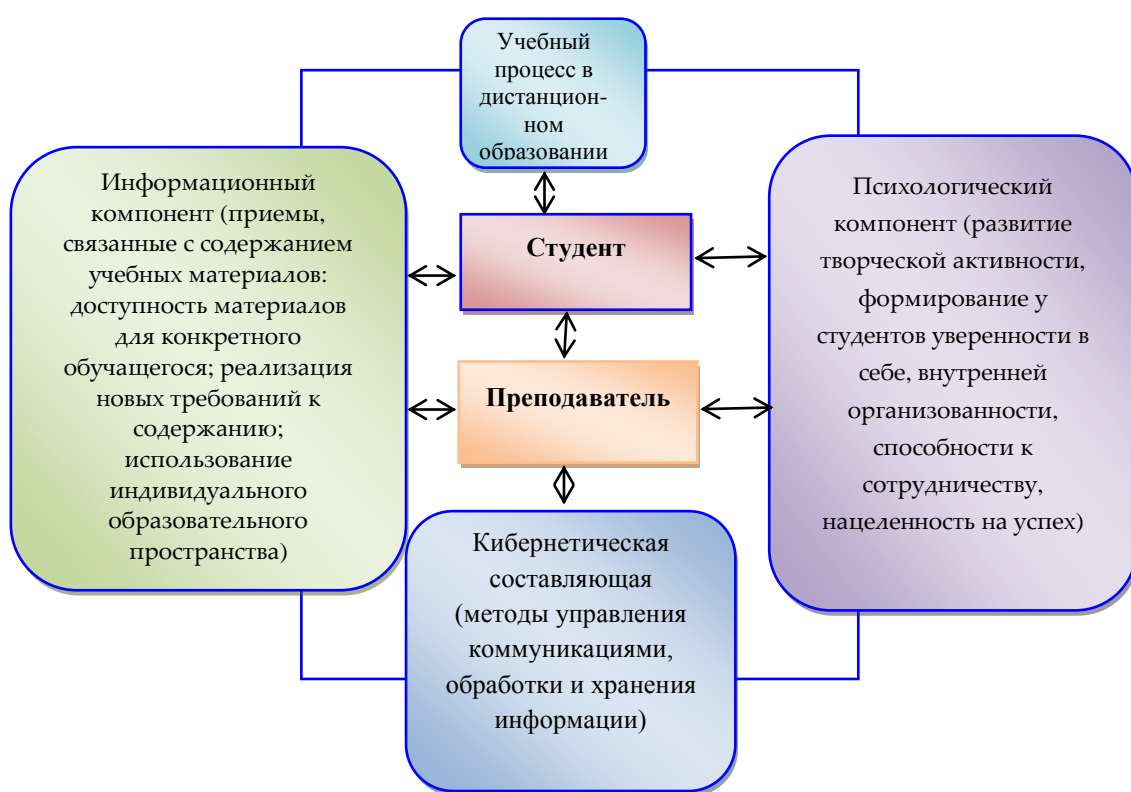 Учебный
процесс в
дистанцион-
ном
образовании
Информационный
компонент (приемы,
связанные с содержанием
учебных материалов:
доступность материалов
для конкретного
обучащегося; реализация
новых требований к
содержанию;
использование
индивидуального
образовательного
пространства)
Студент
Преподаватель
Психологический
компонент (развитие
творческой активности,
формирование у
студентов уверенности в
себе, внутренней
организованности,
способности к
сотрудничеству,
нацеленность на успех)
Кибернетическая
составляющая
(методы управления
коммуникациями,
обработки и хранения
информации)